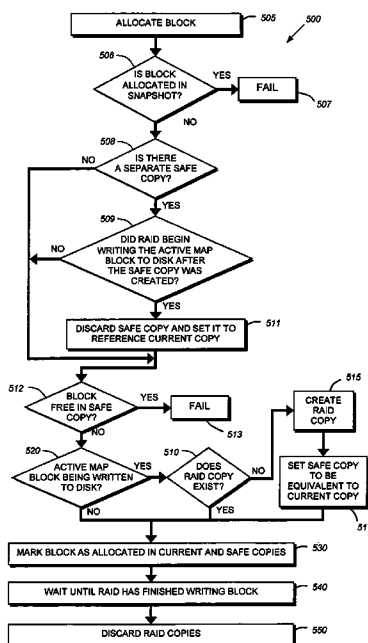 ALLOCATE BLOCK
505
500
506
IS BLOCK
ALLOCATED IN
SNAPSHOT?
YES
FAIL
507
NO
508
NO
IS THERE
A SEPARATE SAFE
COPY?
YES
509
NO
DID RAID BEGIN
WRITING THE ACTIVE MAP
BLOCK TO DISK AFTER
THE SAFE COPY WAS
CREATED?
YES
DISCARD SAFE COPY AND SET IT TO
REFERENCE CURRENT COPY
511
512
BLOCK
FREE IN SAFE
COPY?
YES
FAIL
513
NO
515
CREATE
RAID
COPY
520
ACTIVE MAP
BLOCK BEING WRITTEN
TO DISK?
YES
510
DOES
RAID COPY
EXIST?
NO
SET SAFE COPY
TO BE
EQUIVALENT TO
CURRENT COPY
51
NO
YES
MARK BLOCK AS ALLOCATED IN CURRENT AND SAFE COPIES
530
WAIT UNTIL RAID HAS FINISHED WRITING BLOCK
540
DISCARD RAID COPIES
550